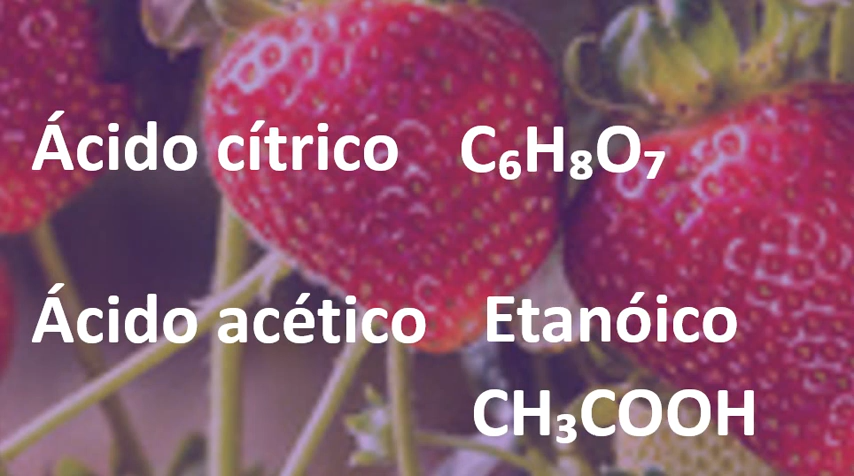 Ácido cítrico C₆H₈O₇
Ácido acético Etanóico
CH₃COOH